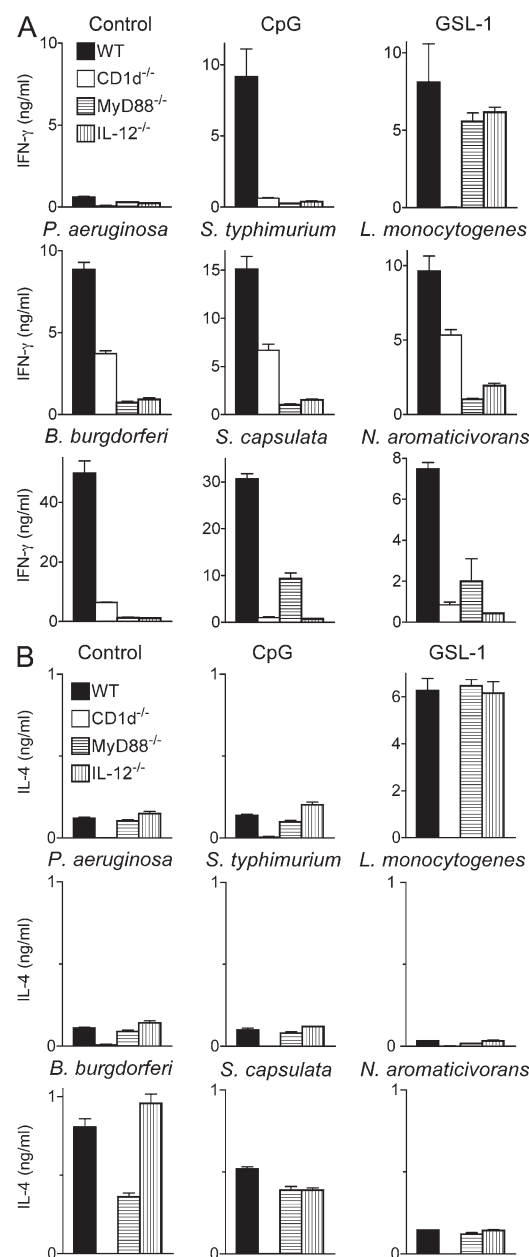 A
Control CpG GSL-1
IFN-γ (ng/ml)
10
5
0
WT
CD1d-/-
MyD88-/-
IL-12-/-
10
5
0
10
5
0
P. aeruginosa S. typhimurium L. monocytogenes
IFN-γ (ng/ml)
10
5
0
15
10
5
0
10
5
0
B. burgdorferi S. capsulata N. aromaticivorans
IFN-γ (ng/ml)
40
20
0
30
20
10
0
8
6
4
2
0
B
Control CpG GSL-1
IL-4 (ng/ml)
1
0
WT
CD1d-/-
MyD88-/-
IL-12-/-
1
0
6
4
2
0
P. aeruginosa S. typhimurium L. monocytogenes
IL-4 (ng/ml)
1
0
1
0
1
0
B. burgdorferi S. capsulata N. aromaticivorans
IL-4 (ng/ml)
1
0
1
0
1
0